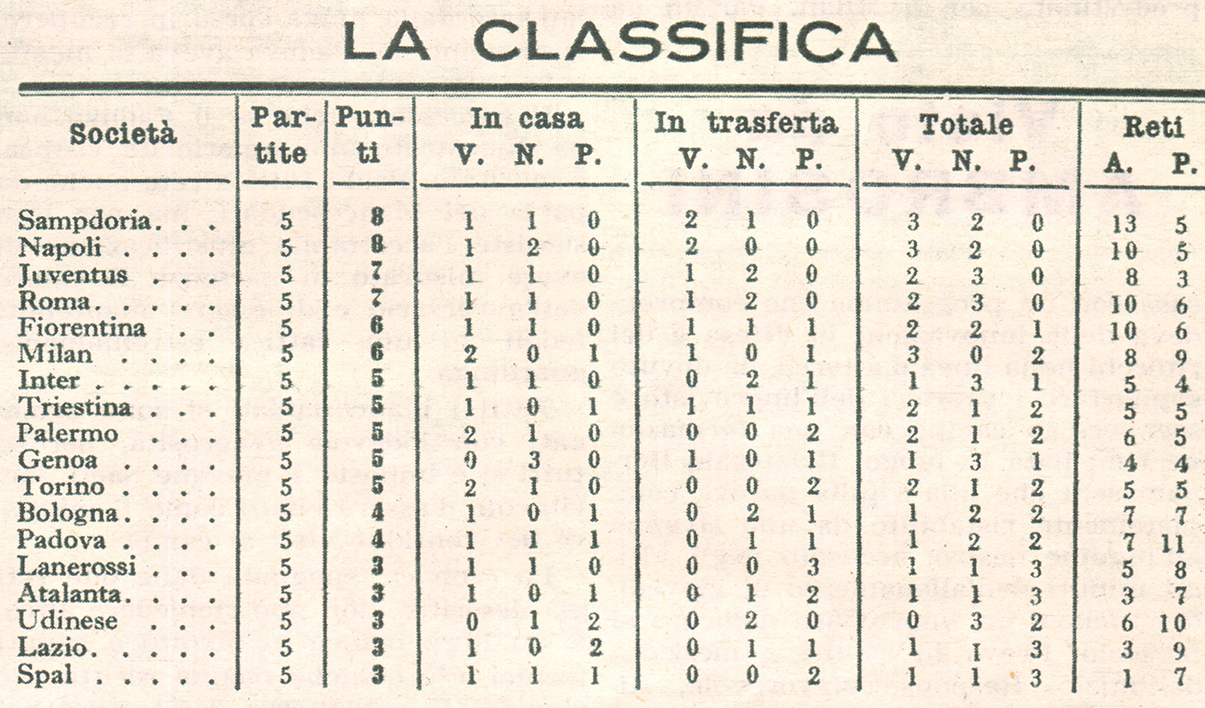 LA CLASSIFICA
Società Par- Pun- In casa In trasferta Totale Reti
tite ti V. N. P. V. N. P. V. N. P. A. P.
Sampdoria. . . 5 8 1 1 0 2 1 0 3 2 0 13 5
Napoli . . . . 5 8 1 2 0 2 0 0 3 2 0 10 5
Juventus . . . 5 7 1 1 0 1 2 0 2 3 0 8 3
Roma. . . . . 5 7 1 1 0 1 2 0 2 3 0 10 6
Fiorentina . . 5 6 1 1 0 1 1 1 2 2 1 10 6
Milan . . . . 5 6 2 0 1 1 0 1 3 0 2 8 9
Inter . . . . . 5 5 1 1 0 0 2 1 1 3 1 5 4
Triestina . . . 5 5 1 0 1 1 1 1 2 1 2 5 5
Palermo . . . 5 5 2 1 0 0 0 2 2 1 2 6 5
Genoa . . . . 5 5 0 3 0 1 0 1 1 3 1 4 4
Torino . . . . 5 5 2 1 0 0 0 2 2 1 2 5 5
Bologna . . . 5 4 1 0 1 0 2 1 1 2 2 7 7
Padova . . . . 5 4 1 1 1 0 1 1 1 2 2 7 11
Lanerossi . . 5 3 1 1 0 0 0 3 1 1 3 5 8
Atalanta . . . 5 3 1 0 1 0 1 2 1 1 3 3 7
Udinese . . . 5 3 0 1 2 0 2 0 0 3 2 6 10
Lazio. . . . . 5 3 1 0 2 0 1 1 1 1 3 3 9
Spal . . . . . 5 3 1 1 1 0 0 2 1 1 3 1 7